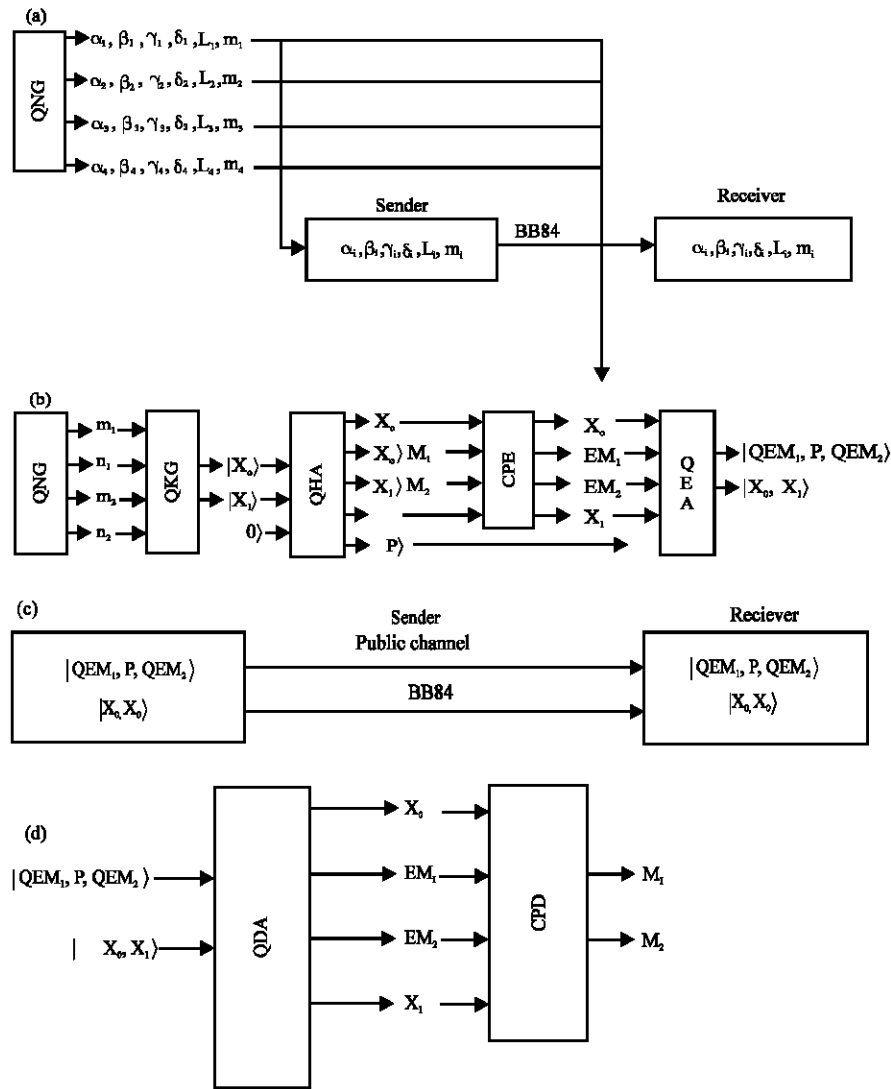 (a)
QNG
α₁, β₁, γ₁, δ₁, L₁, m₁
α₂, β₂, γ₂, δ₂, L₂, m₂
α₃, β₃, γ₃, δ₃, L₃, m₃
α₄, β₄, γ₄, δ₄, L₄, m₄
Sender
BB84
Receiver
αᵢ, βᵢ, γᵢ, δᵢ, Lᵢ, mᵢ
αᵢ, βᵢ, γᵢ, δᵢ, Lᵢ, mᵢ
(b)
QNG
m₁
n₁
m₂
n₂
QKG
|X₀⟩
|X₁⟩
0⟩
QHA
X₀
X₀⟩ M₁
X₁⟩ M₂
P⟩
CPE
X₀
EM₁
EM₂
X₁
QEA
|QEM₁, P, QEM₂⟩
|X₀, X₁⟩
(c)
Sender
Public channel
BB84
Reciever
|QEM₁, P, QEM₂⟩
|X₀, X₀⟩
|QEM₁, P, QEM₂⟩
|X₀, X₀⟩
(d)
|QEM₁, P, QEM₂⟩
| X₀, X₁⟩
QDA
X₀
EM₁
EM₂
X₁
CPD
M₁
M₂